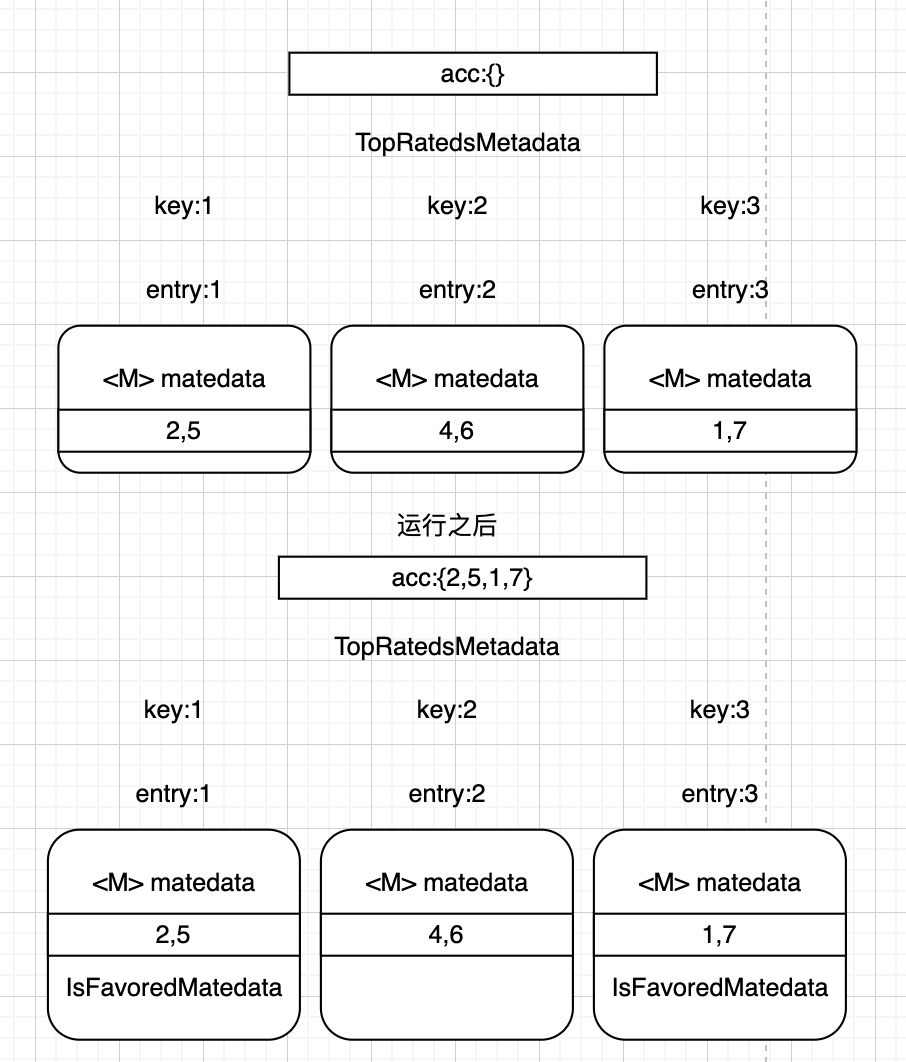 acc:{}
TopRatedsMetadata
key:1 key:2 key:3
entry:1 entry:2 entry:3
<M> matedata <M> matedata <M> matedata
2,5 4,6 1,7
运行之后
acc:{2,5,1,7}
TopRatedsMetadata
key:1 key:2 key:3
entry:1 entry:2 entry:3
<M> matedata <M> matedata <M> matedata
2,5 4,6 1,7
IsFavoredMatedata IsFavoredMatedata